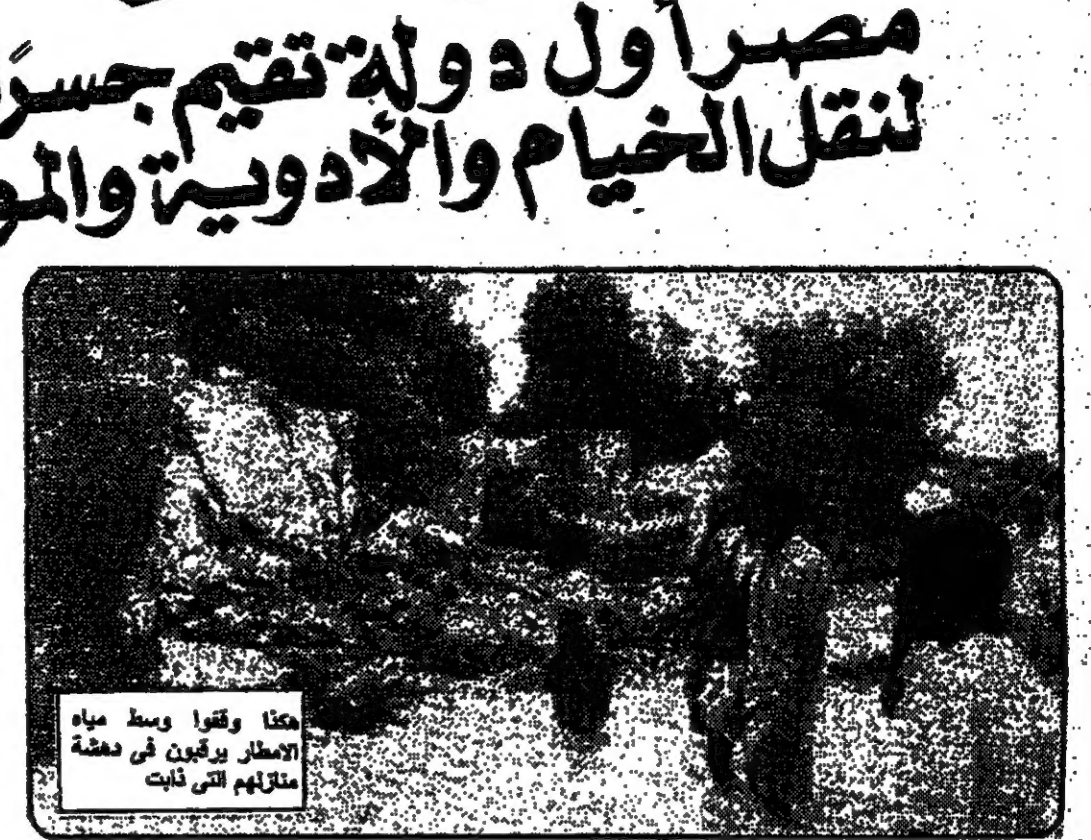 مصر أول دولة تقيم جسرً
لنقل الخيام والأدوية والمو
هكذا وقفوا وسط مياه
الامطار يرقبون فى دهشة
منازلهم التى ذابت